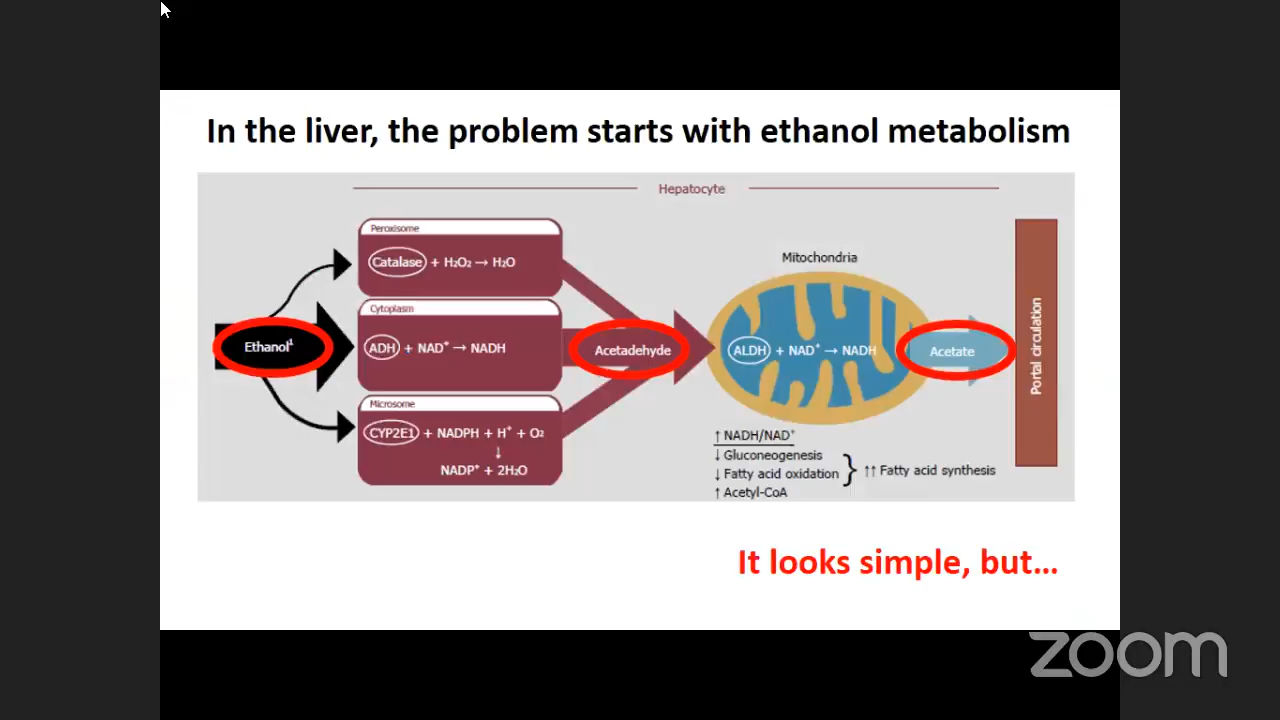 In the liver, the problem starts with ethanol metabolism
Hepatocyte
Peroxisome
Catalase + H₂O₂ → H₂O
Cytoplasm
ADH + NAD⁺ → NADH
Microsome
CYP2E1 + NADPH + H⁺ + O₂
↓
NADP⁺ + 2H₂O
Ethanol¹
Acetadehyde
Mitochondria
ALDH + NAD⁺ → NADH
Acetate
Portal circulation
↑ NADH/NAD⁺
↓ Gluconeogenesis
↓ Fatty acid oxidation
↑ Acetyl-CoA
↑↑ Fatty acid synthesis
It looks simple, but...
zoom